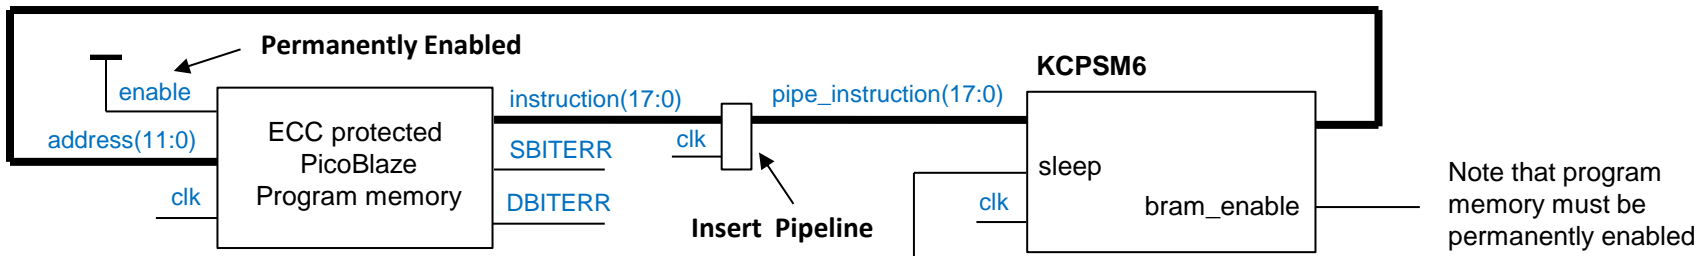 Permanently Enabled
KCPSM6
enable
instruction(17:0)
pipe_instruction(17:0)
address(11:0)
ECC protected
PicoBlaze
Program memory
clk
SBITERR
DBITERR
clk
Insert  Pipeline
sleep
clk
bram_enable
Note that program
memory must be
permanently enabled